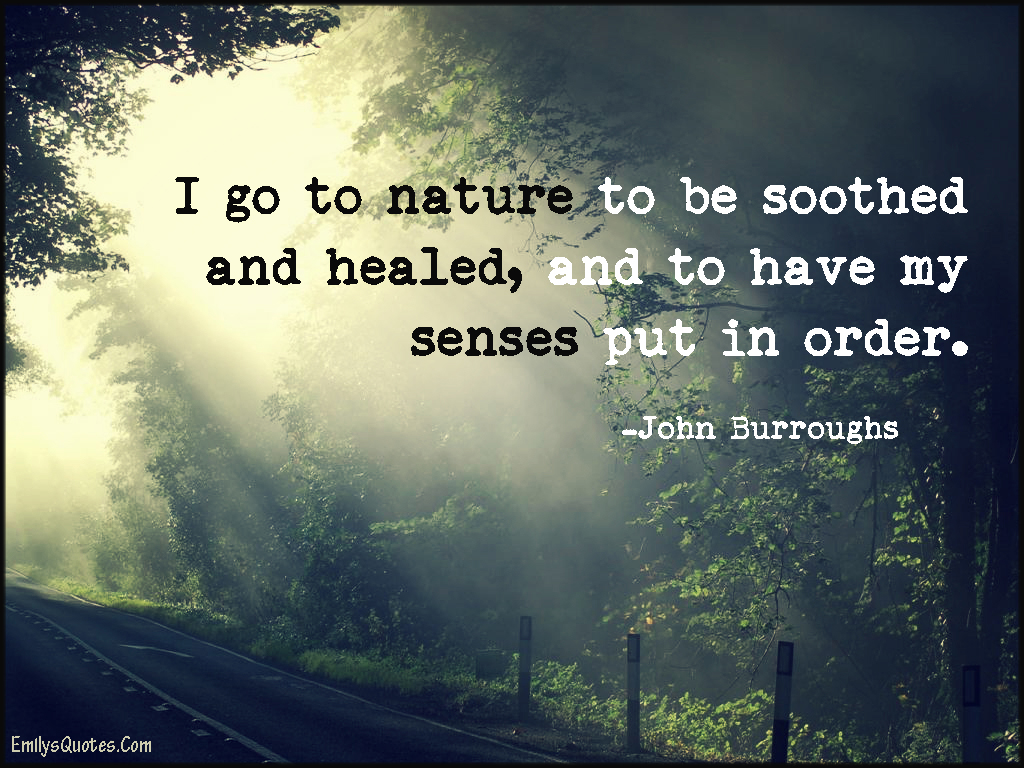 I go to nature to be soothed
and healed, and to have my
senses put in order.
-John Burroughs
EmilysQuotes.Com